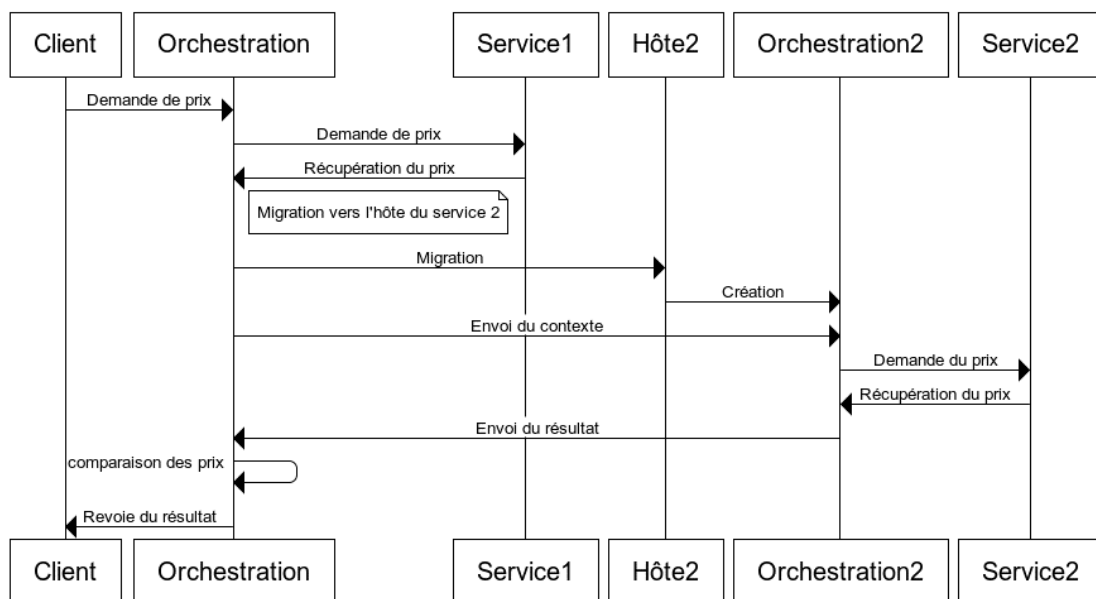 Client
Orchestration
Service1
Hôte2
Orchestration2
Service2
Demande de prix
Demande de prix
Récupération du prix
Migration vers l'hôte du service 2
Migration
Création
Envoi du contexte
Demande du prix
Récupération du prix
Envoi du résultat
comparaison des prix
Revoie du résultat
Client
Orchestration
Service1
Hôte2
Orchestration2
Service2